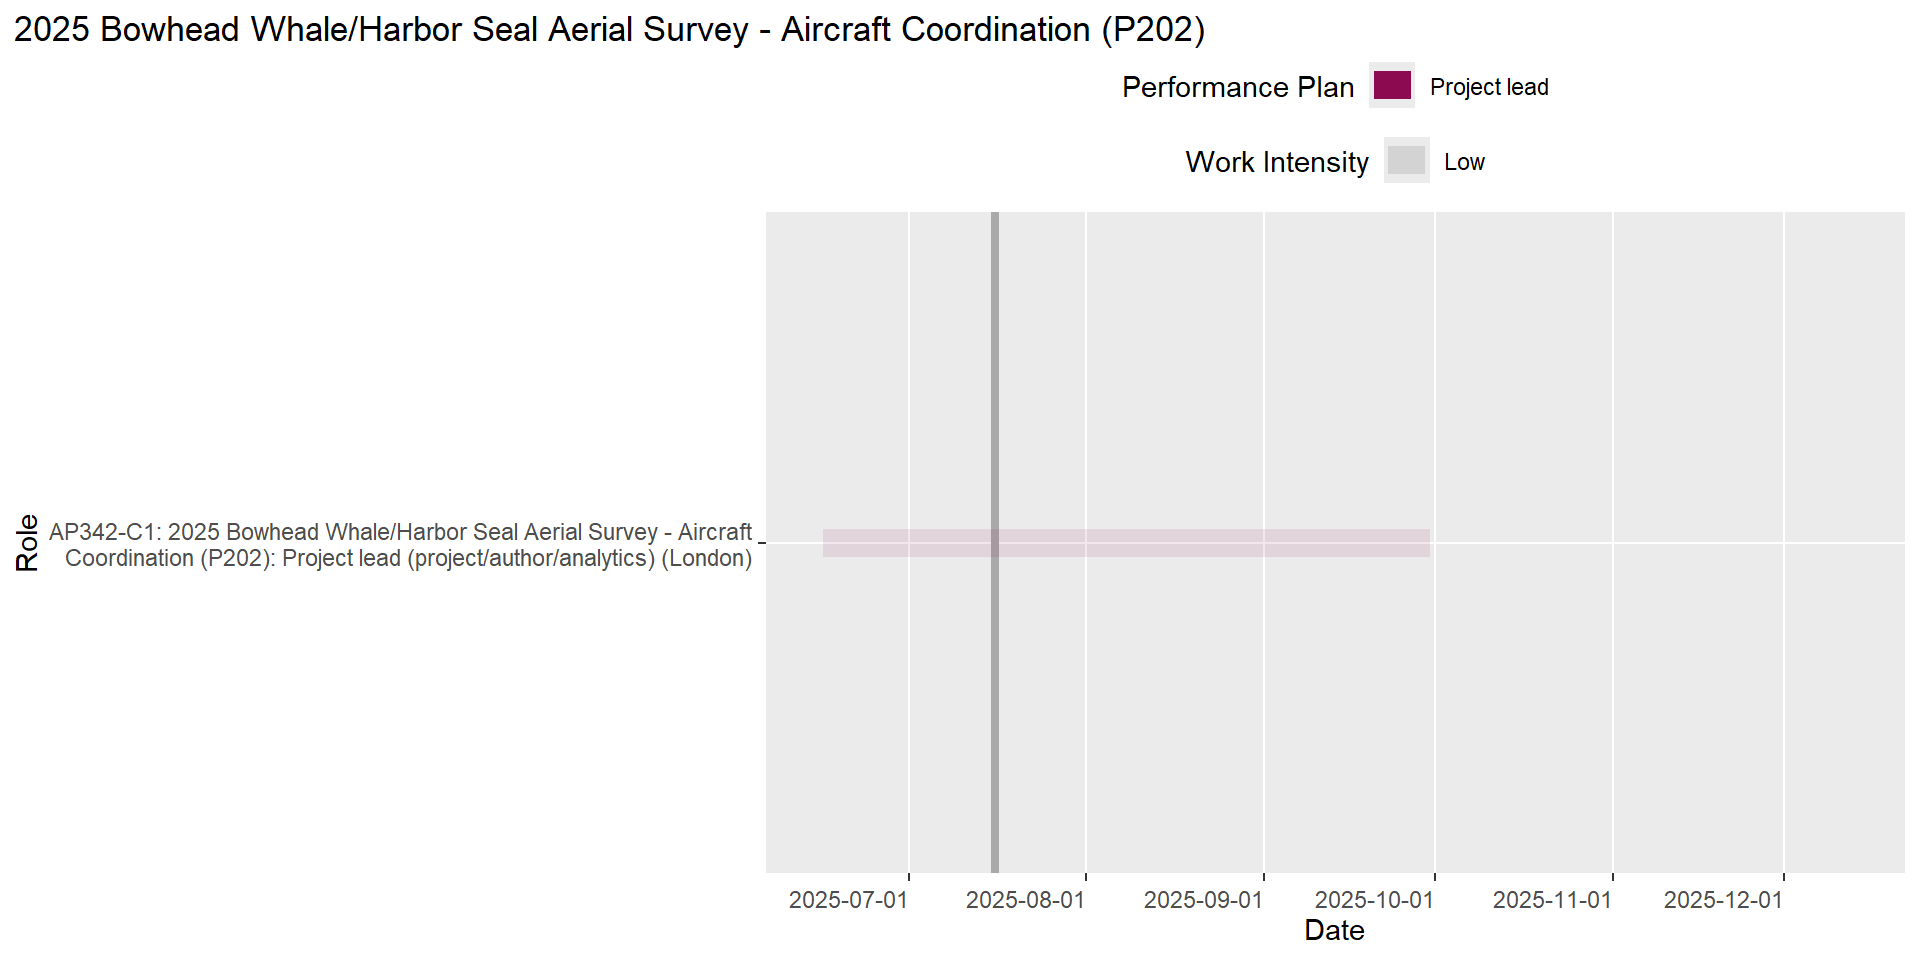 2025 Bowhead Whale/Harbor Seal Aerial Survey - Aircraft Coordination (P202)
Performance Plan
Project lead
Work Intensity
Low
Role
AP342-C1: 2025 Bowhead Whale/Harbor Seal Aerial Survey - Aircraft
Coordination (P202): Project lead (project/author/analytics) (London)
2025-07-01
2025-08-01
2025-09-01
2025-10-01
2025-11-01
2025-12-01
Date